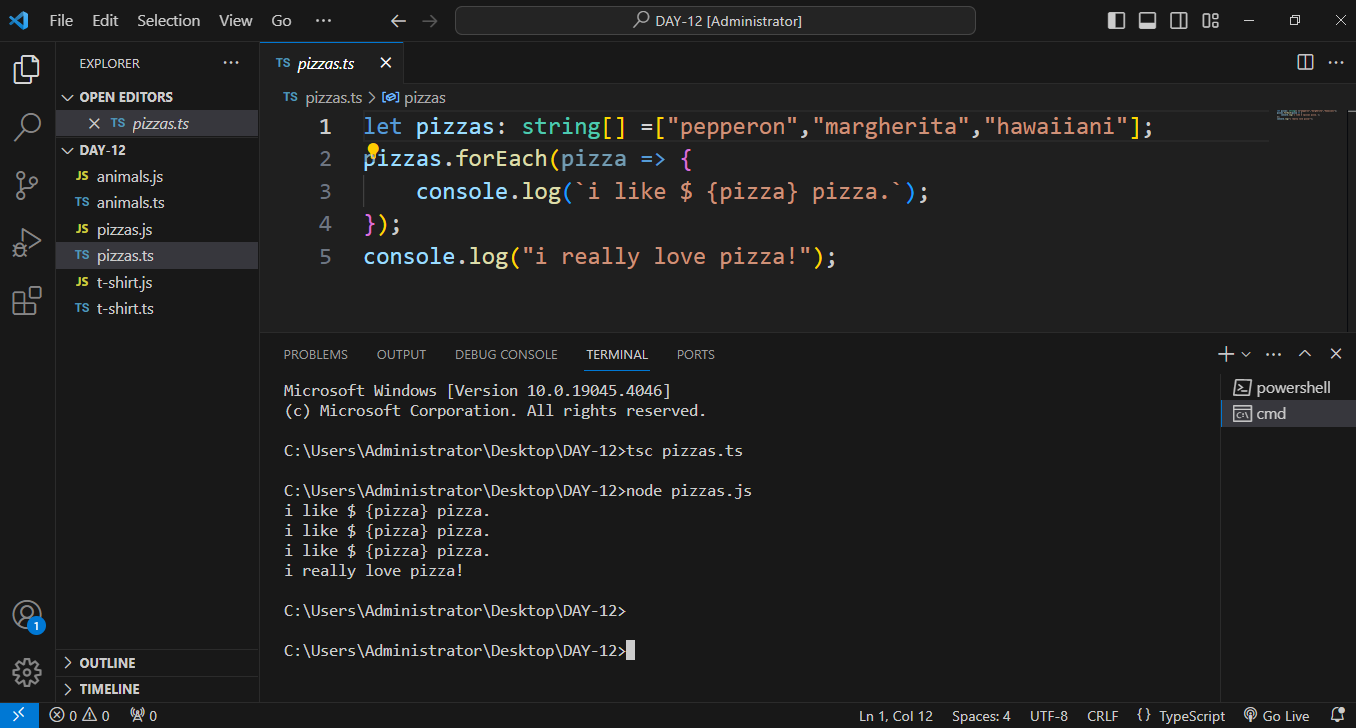 File Edit Selection View Go ···
DAY-12 [Administrator]
EXPLORER ···
OPEN EDITORS
TS pizzas.ts
DAY-12
JS animals.js
TS animals.ts
JS pizzas.js
TS pizzas.ts
JS t-shirt.js
TS t-shirt.ts
OUTLINE
TIMELINE
1
TS pizzas.ts
TS pizzas.ts > pizzas
1 let pizzas: string[] =["pepperon","margherita","hawaiiani"];
2 pizzas.forEach(pizza => {
3     console.log(`i like $ {pizza} pizza.`);
4 });
5 console.log("i really love pizza!");
PROBLEMS OUTPUT DEBUG CONSOLE TERMINAL PORTS
Microsoft Windows [Version 10.0.19045.4046]
(c) Microsoft Corporation. All rights reserved.
C:\Users\Administrator\Desktop\DAY-12>tsc pizzas.ts
C:\Users\Administrator\Desktop\DAY-12>node pizzas.js
i like $ {pizza} pizza.
i like $ {pizza} pizza.
i like $ {pizza} pizza.
i really love pizza!
C:\Users\Administrator\Desktop\DAY-12>
C:\Users\Administrator\Desktop\DAY-12>
powershell
cmd
0 0 0
Ln 1, Col 12 Spaces: 4 UTF-8 CRLF {} TypeScript Go Live